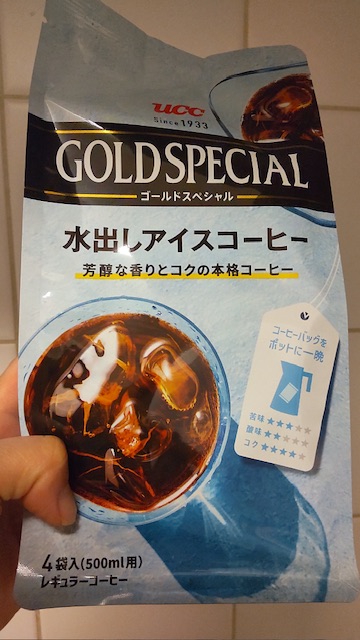 UCC
Since 1933
GOLD SPECIAL
ゴールドスペシャル
水出しアイスコーヒー
芳醇な香りとコクの本格コーヒー
コーヒーバッグを
ポットに一晩
苦味★★★☆☆
酸味★★☆☆☆
コク★★★★☆
4袋入(500ml用)
レギュラーコーヒー